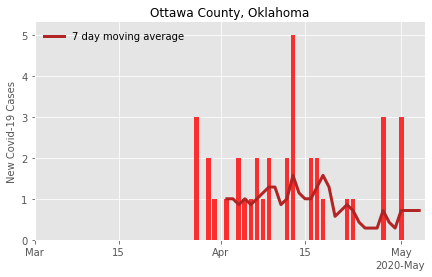 Ottawa County, Oklahoma
7 day moving average
New Covid-19 Cases
5
4
3
2
1
0
Mar
15
Apr
15
May
2020-May